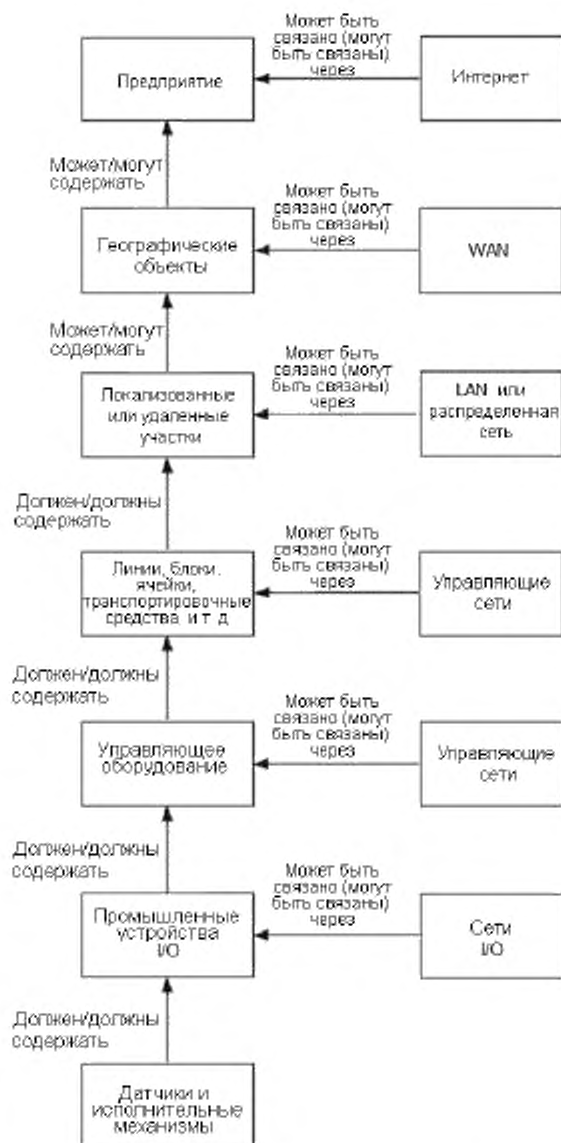 Может быть
связано (могут
быть связаны)
через
Предприятие
Интернет
Может/могут
содержать
Может быть
связано (могут
быть связаны)
через
Географические
объекты
WAN
Может/могут
содержать
Может быть
связано (могут
быть связаны)
через
Локализованные
или удаленные
участки
LAN или
распределенная
сеть
Должен/должны
содержать
Может быть
связано (могут
быть связаны)
через
Линии, блоки,
ячейки,
транспортировочные
средства и т д
Управляющие
сети
Должен/должны
содержать
Может быть
связано (могут
быть связаны)
через
Управляющее
оборудование
Управляющие
сети
Должен/должны
содержать
Может быть
связано (могут
быть связаны)
через
Промышленные
устройства
I/O
Сети
I/O
Должен/должны
содержать
Датчики и
исполнительные
механизмы